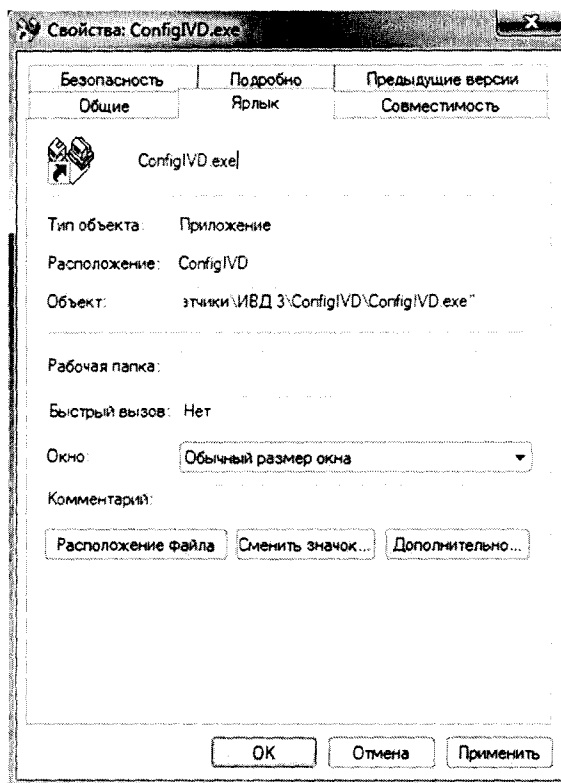 Свойства: ConfigIVD.exe
Безопасность Подробно Предыдущие версии
Общие Ярлык Совместимость
ConfigIVD.exe
Тип объекта: Приложение
Расположение: ConfigIVD
Объект: этчики\ИВД 3\ConfigIVD\ConfigIVD.exe"
Рабочая папка:
Быстрый вызов: Нет
Окно: Обычный размер окна
Комментарий:
Расположение файла Сменить значок... Дополнительно...
OK Отмена Применить